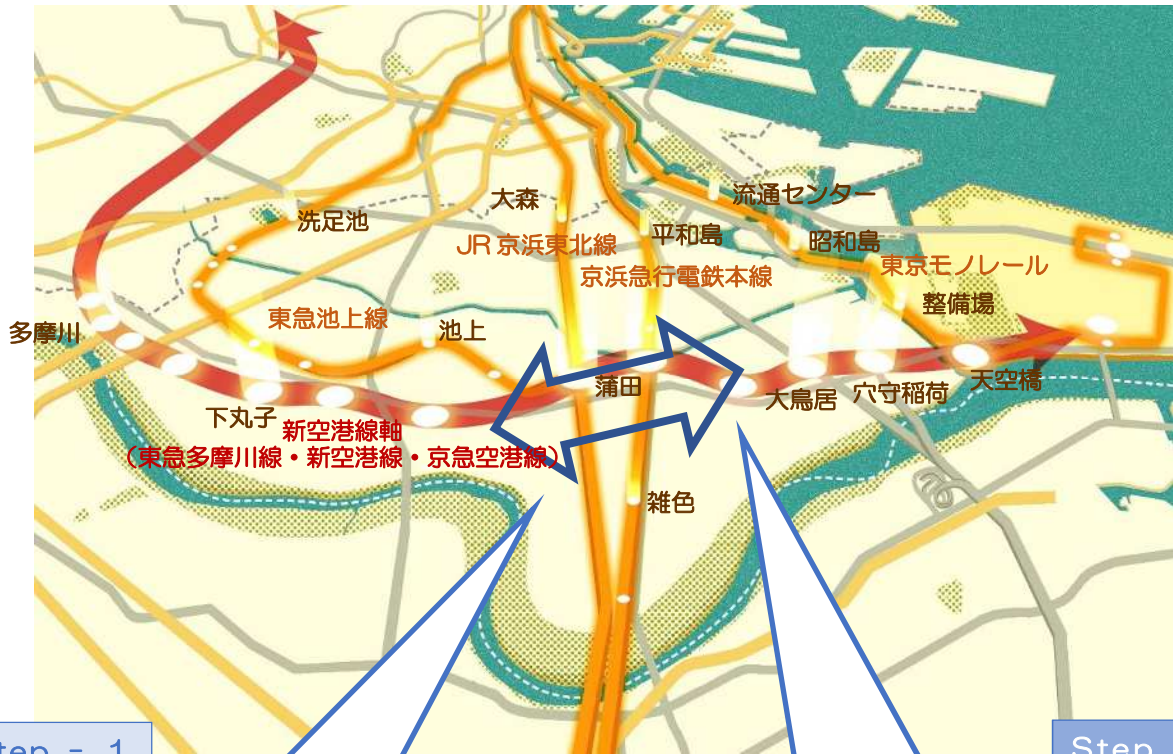 洗足池
大森
流通センター
JR 京浜東北線
平和島
昭和島
京浜急行電鉄本線
東京モノレール
整備場
多摩川
東急池上線
池上
蒲田
天空橋
大鳥居
穴守稲荷
下丸子
新空港線軸
(東急多摩川線・新空港線・京急空港線)
雑色
tep - 1
Step